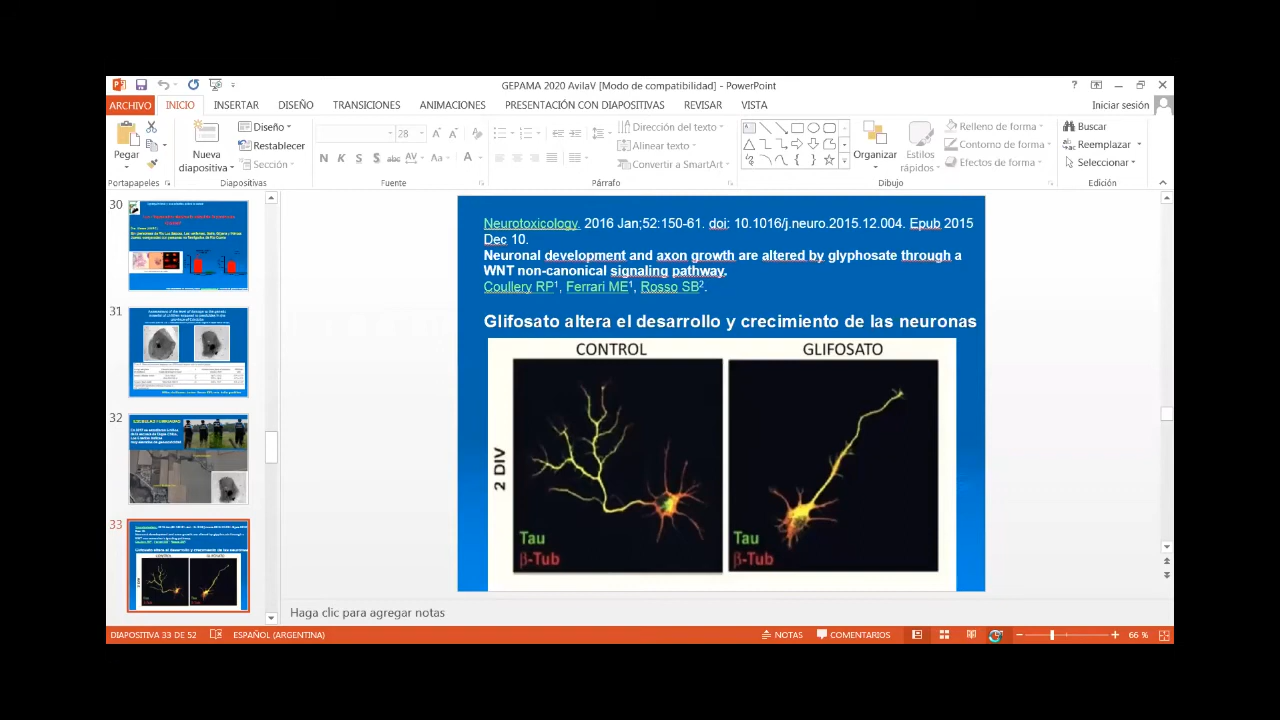 GEPAMA 2020 AvilaV [Modo de compatibilidad] - PowerPoint
?
ARCHIVO INICIO INSERTAR DISEÑO TRANSICIONES ANIMACIONES PRESENTACIÓN CON DIAPOSITIVAS REVISAR VISTA Iniciar sesión
Pegar
Portapapeles
Nueva
diapositiva
Diseño
Restablecer
Sección
Diapositivas
28
N K S S abc AV Aa A
Fuente
Dirección del texto
Alinear texto
Convertir a SmartArt
Párrafo
Organizar
Estilos
rápidos
Relleno de forma
Contorno de forma
Efectos de forma
Dibujo
Buscar
Reemplazar
Seleccionar
Edición
30
31
32
33
Neurotoxicology. 2016 Jan;52:150-61. doi: 10.1016/j.neuro.2015.12.004. Epub 2015
Dec 10.
Neuronal development and axon growth are altered by glyphosate through a
WNT non-canonical signaling pathway.
Coullery RP1, Ferrari ME1, Rosso SB2.
Glifosato altera el desarrollo y crecimiento de las neuronas
CONTROL GLIFOSATO
2 DIV
Tau
β-Tub
Tau
β-Tub
Haga clic para agregar notas
DIAPOSITIVA 33 DE 52 ESPAÑOL (ARGENTINA) NOTAS COMENTARIOS 66 %